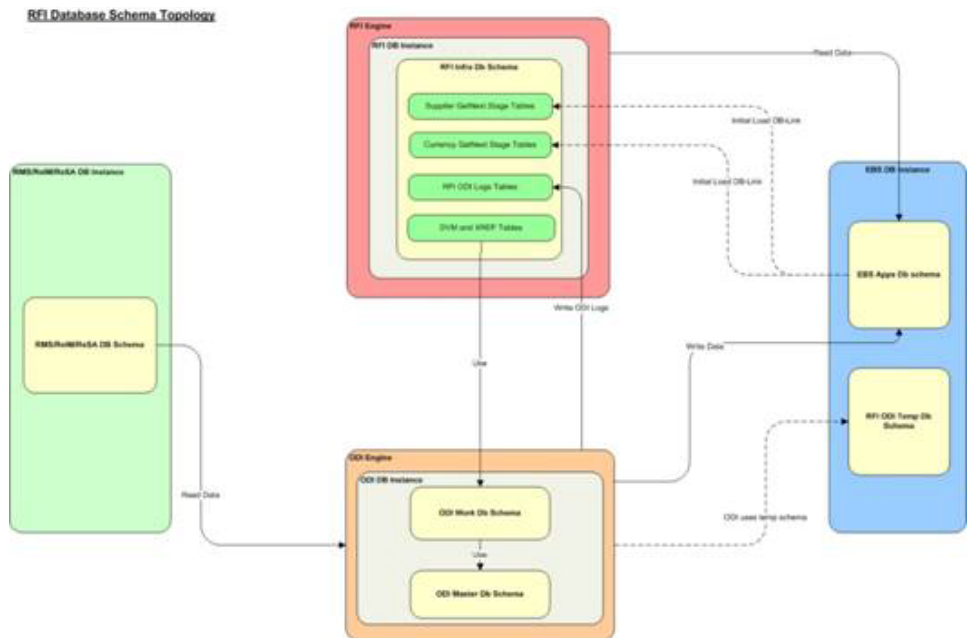 RFI Database Schema Topology
RFI Engine
RFI DB Instance
RFI Infra Db Schema
Supplier GetNext Stage Tables
Currency GetNext Stage Tables
RFI ODI Logs Tables
DVM and XREF Tables
Read Data
Initial Load DB-Link
Initial Load DB-Link
RMS/ReIM/ReSA DB Instance
RMS/ReIM/ReSA DB Schema
EBS DB Instance
EBS Apps Db schema
RFI ODI Temp Db
Schema
Write ODI Logs
Write Data
Use
ODI Engine
ODI DB Instance
ODI Work Db Schema
Use
ODI Master Db Schema
Read Data
ODI uses temp schema